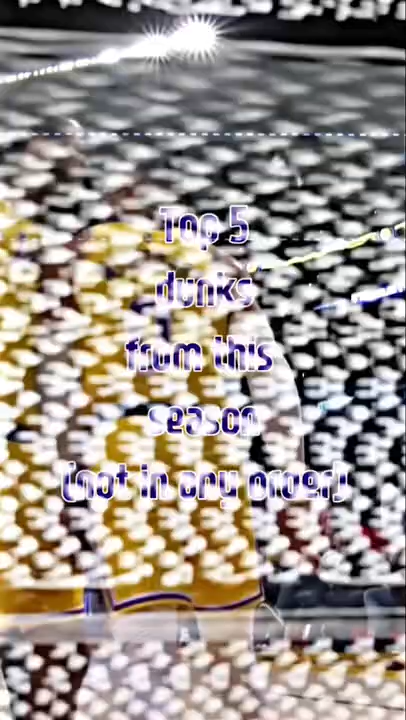 Top 5
dunks
from this
season
(not in any order)